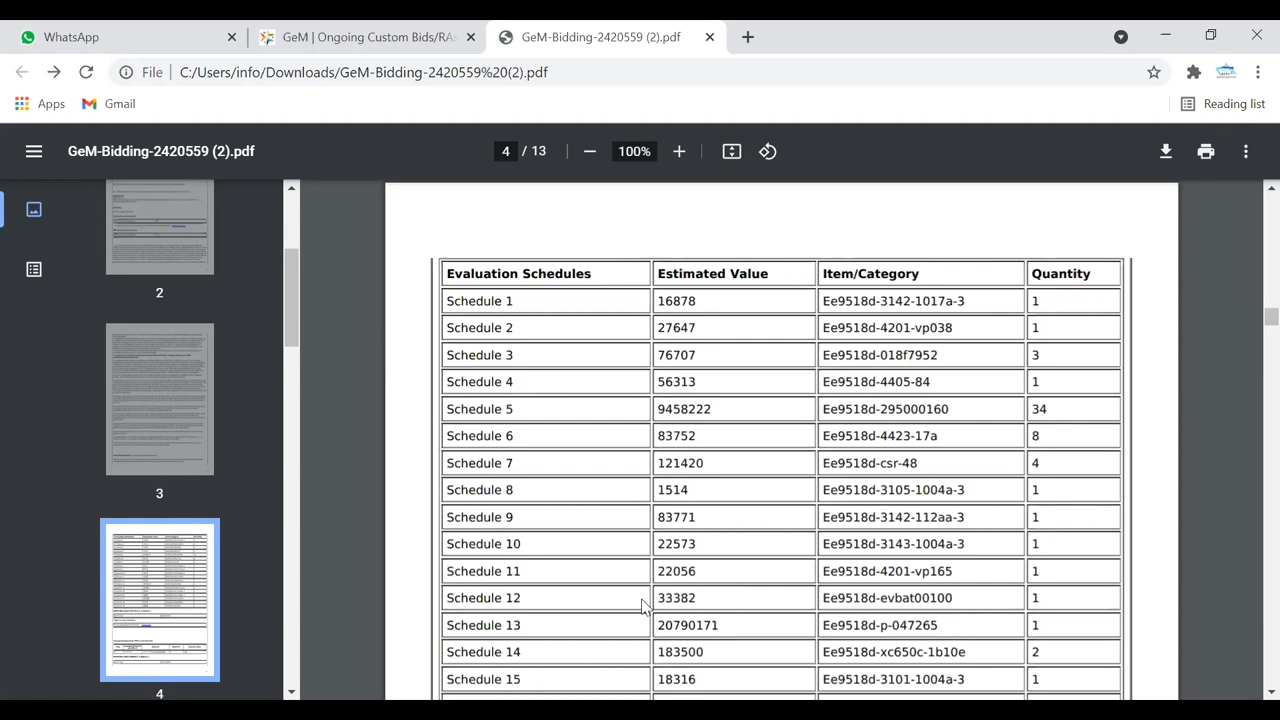 WhatsApp
GeM | Ongoing Custom Bids/RAs
GeM-Bidding-2420559 (2).pdf
File
C:/Users/info/Downloads/GeM-Bidding-2420559%20(2).pdf
Apps
Gmail
Reading list
GeM-Bidding-2420559 (2).pdf
4 / 13
100%
2
3
4
Evaluation Schedules Estimated Value Item/Category Quantity
Schedule 1 16878 Ee9518d-3142-1017a-3 1
Schedule 2 27647 Ee9518d-4201-vp038 1
Schedule 3 76707 Ee9518d-018f7952 3
Schedule 4 56313 Ee9518d-4405-84 1
Schedule 5 9458222 Ee9518d-295000160 34
Schedule 6 83752 Ee9518d-4423-17a 8
Schedule 7 121420 Ee9518d-csr-48 4
Schedule 8 1514 Ee9518d-3105-1004a-3 1
Schedule 9 83771 Ee9518d-3142-112aa-3 1
Schedule 10 22573 Ee9518d-3143-1004a-3 1
Schedule 11 22056 Ee9518d-4201-vp165 1
Schedule 12 33382 Ee9518d-evbat00100 1
Schedule 13 20790171 Ee9518d-p-047265 1
Schedule 14 183500 Ee9518d-xc650c-1b10e 2
Schedule 15 18316 Ee9518d-3101-1004a-3 1